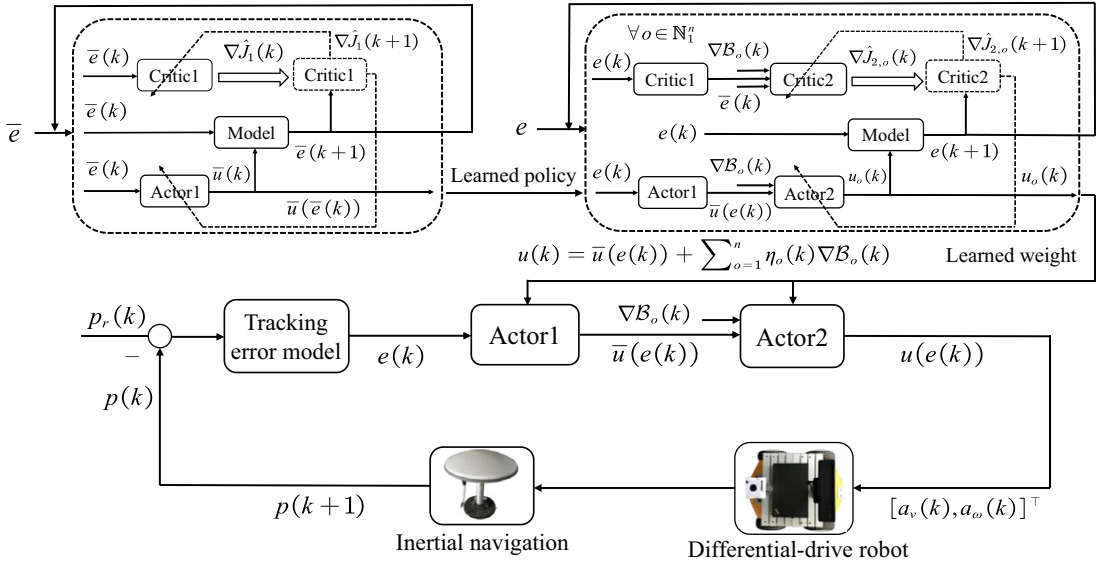 ∇Ĵ₁(k+1)
e̅(k)
∇Ĵ₁(k)
Critic1
Critic1
e̅(k)
e̅
Model
e̅(k+1)
e̅(k)
u̅(k)
Actor1
u̅(e̅(k))
Learned policy
∀o∈ℕ₁ⁿ
∇Ĵ₂,ₒ(k+1)
e(k)
∇ℬₒ(k)
∇Ĵ₂,ₒ(k)
Critic1
Critic2
Critic2
e̅(k)
e
e(k)
Model
e(k+1)
e(k)
∇ℬₒ(k)
uₒ(k)
uₒ(k)
Actor1
Actor2
u̅(e(k))
u(k) = u̅(e(k)) + ∑ₒ₌₁ⁿ ηₒ(k)∇ℬₒ(k)
Learned weight
pᵣ(k)
−
Tracking
error model
e(k)
Actor1
∇ℬₒ(k)
u̅(e(k))
Actor2
u(e(k))
p(k)
p(k+1)
Inertial navigation
Differential-drive robot
[a_v(k),a_ω(k)]^⊤